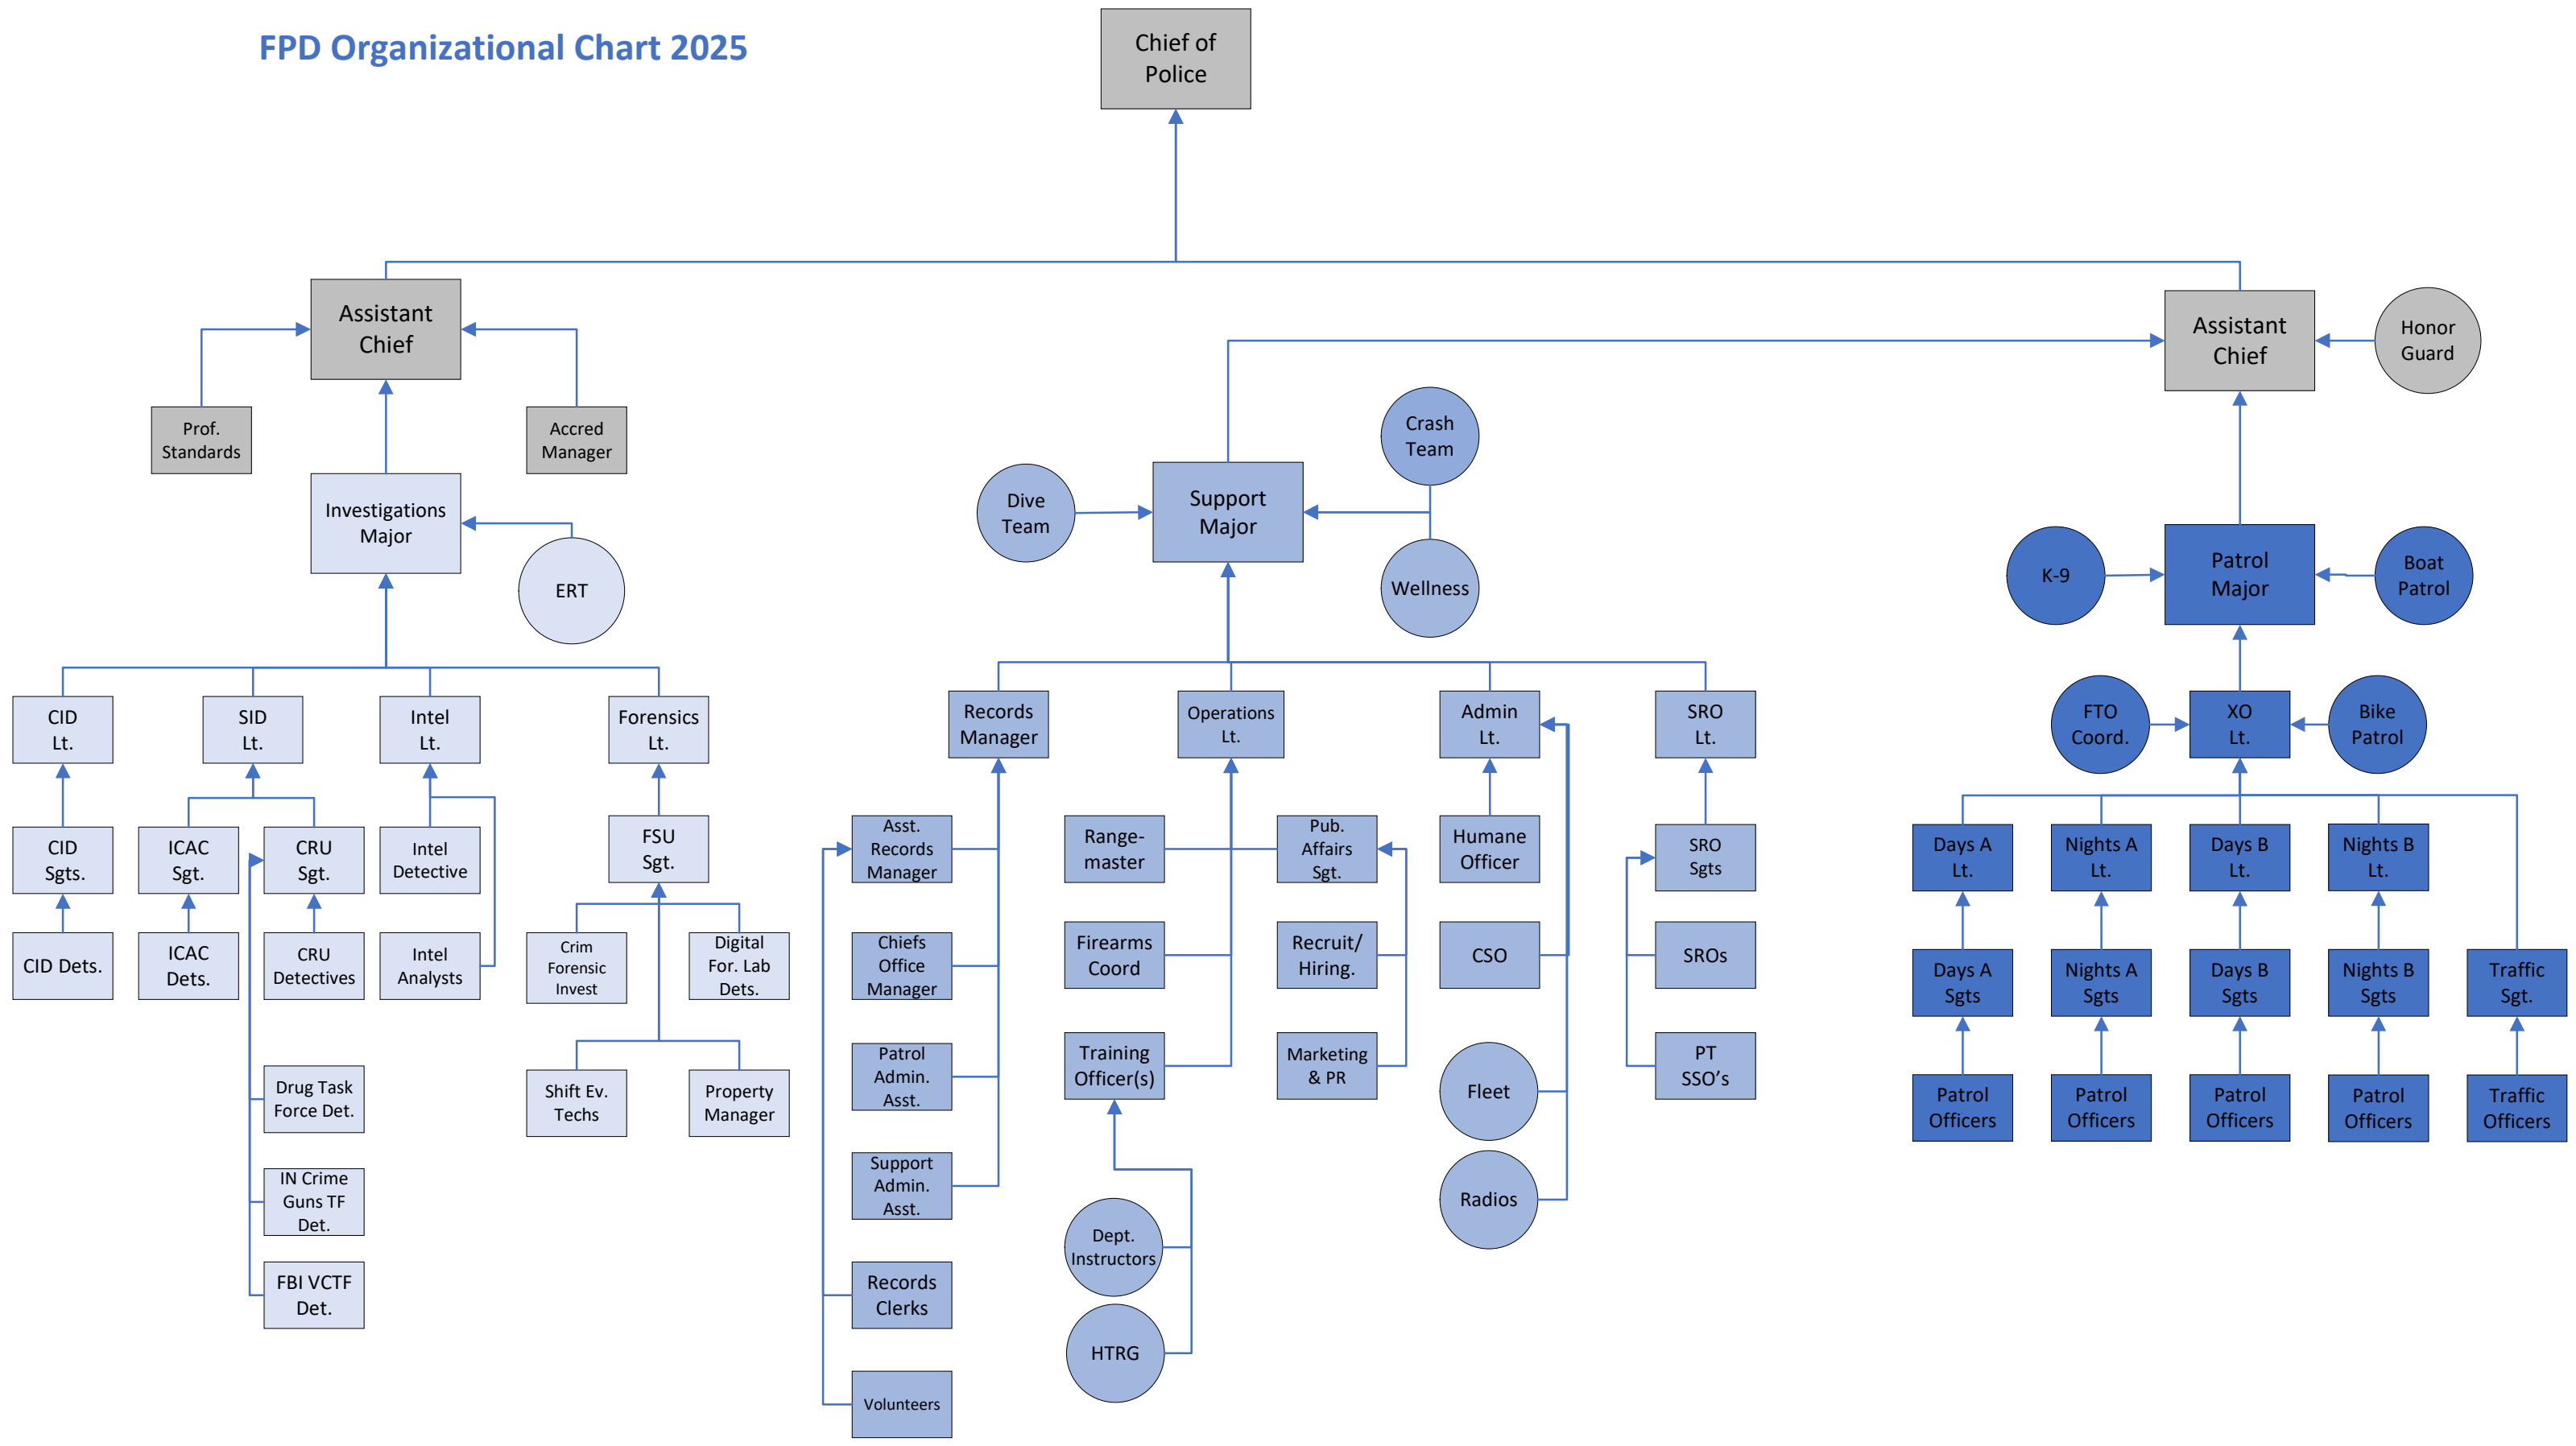 FPD Organizational Chart 2025
Chief of
Police
Assistant
Chief
Assistant
Chief
Honor
Guard
Prof.
Standards
Accred
Manager
Crash
Team
Investigations
Major
Dive
Team
Support
Major
ERT
Wellness
K-9
Patrol
Major
Boat
Patrol
CID
Lt.
SID
Lt.
Intel
Lt.
Forensics
Lt.
Records
Manager
Operations
Lt.
Admin
Lt.
SRO
Lt.
FTO
Coord.
XO
Lt.
Bike
Patrol
CID
Sgts.
ICAC
Sgt.
CRU
Sgt.
Intel
Detective
FSU
Sgt.
Asst.
Records
Manager
Range-
master
Pub.
Affairs
Sgt.
Humane
Officer
SRO
Sgts
Days A
Lt.
Nights A
Lt.
Days B
Lt.
Nights B
Lt.
CID Dets.
ICAC
Dets.
CRU
Detectives
Intel
Analysts
Crim
Forensic
Invest
Digital
For. Lab
Dets.
Chiefs
Office
Manager
Firearms
Coord
Recruit/
Hiring.
CSO
SROs
Days A
Sgts
Nights A
Sgts
Days B
Sgts
Nights B
Sgts
Traffic
Sgt.
Drug Task
Force Det.
Shift Ev.
Techs
Property
Manager
Patrol
Admin.
Asst.
Training
Officer(s)
Marketing
& PR
Fleet
PT
SSO's
Patrol
Officers
Patrol
Officers
Patrol
Officers
Patrol
Officers
Traffic
Officers
IN Crime
Guns TF
Det.
Support
Admin.
Asst.
Radios
FBI VCTF
Det.
Records
Clerks
Dept.
Instructors
HTRG
Volunteers